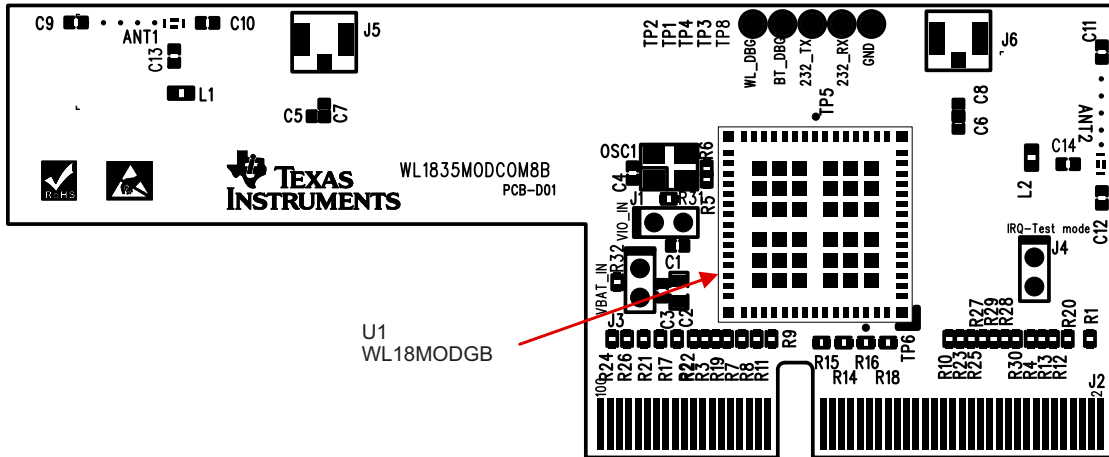 C9
ANT1
C10
C13
L1
J5
C5
C7
TP2
TP1
TP4
TP3
TP8
WL_DBG
BT_DBG
232_TX
232_RX
GND
TP5
J6
C11
C8
C6
ANT2
C14
L2
C12
RoHS
TEXAS
INSTRUMENTS
WL1835MODCOM8B
PCB-D01
OSC1
C4
R6
R31
R5
J1
VIO_IN
C1
R32
VBAT_IN
J3
C3
C2
IRQ-Test mode
J4
U1
WL18MODGB
R24
R26
R21
R17
R22
R3
R19
R7
R8
R11
R9
R15
R14
R16
R18
TP6
R10
R23
R25
R27
R29
R28
R30
R4
R13
R12
R20
R1
J2
100
2